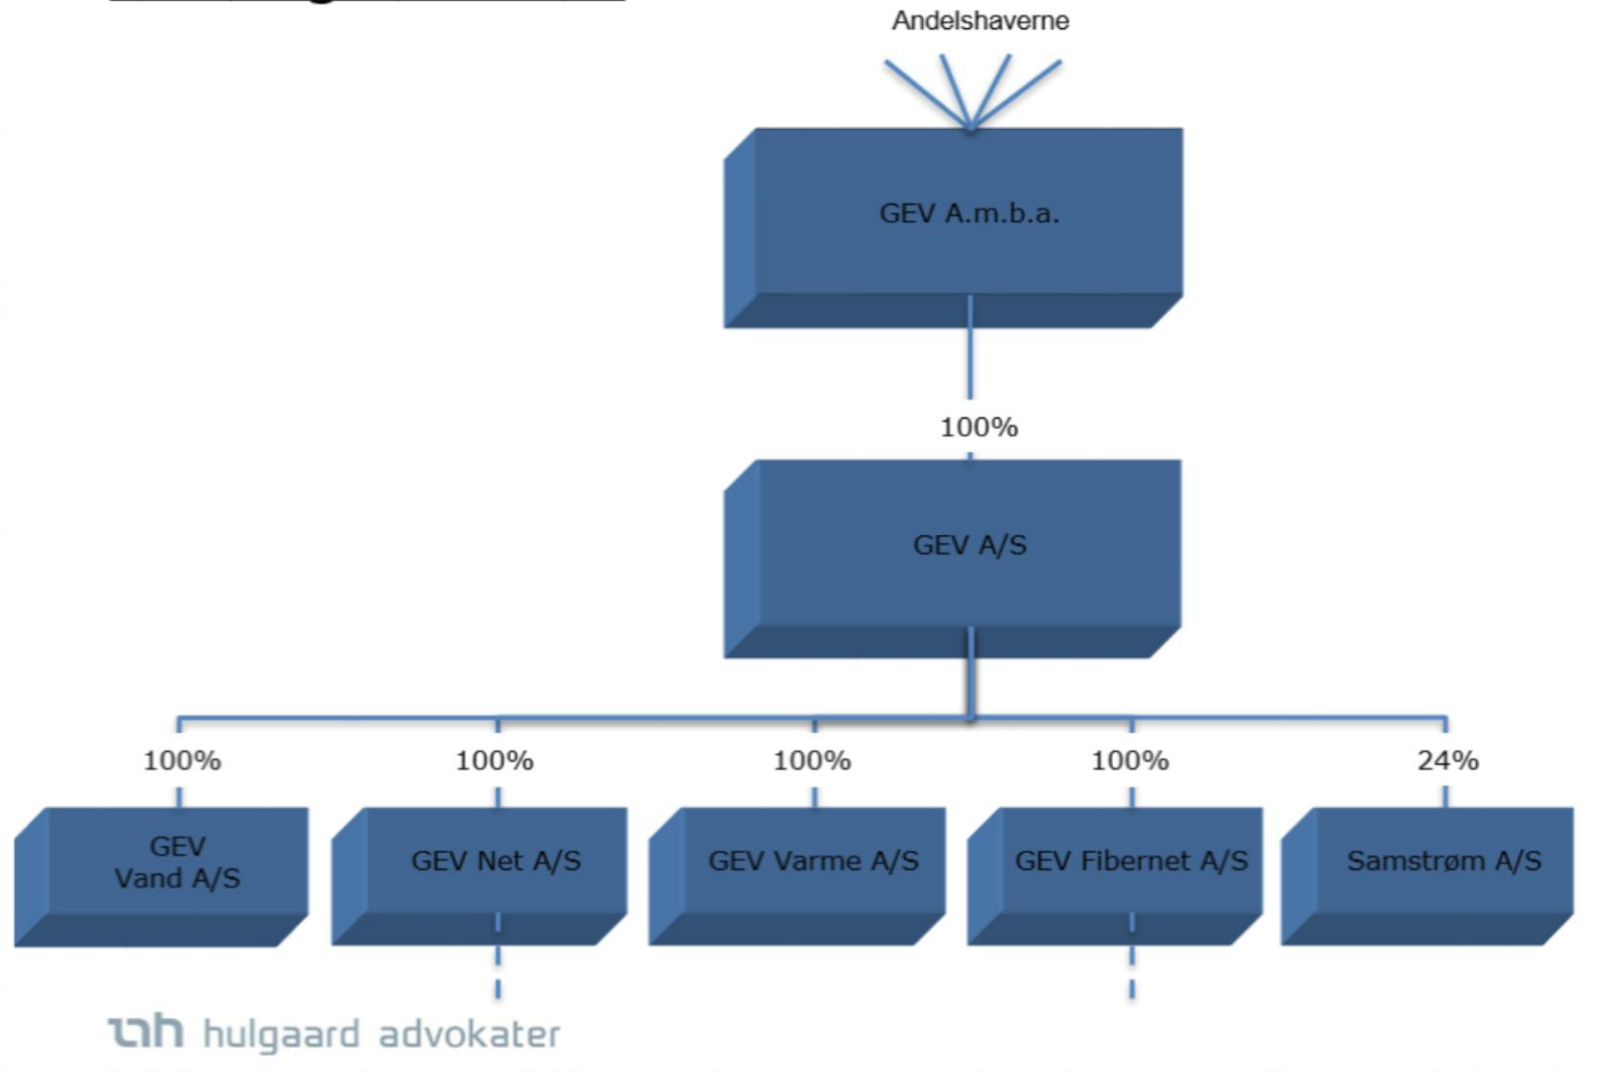 Andelshaverne
GEV A.m.b.a.
100%
GEV A/S
100% 100% 100% 100% 24%
GEV
Vand A/S
GEV Net A/S
GEV Varme A/S
GEV Fibernet A/S
Samstrøm A/S
hulgaard advokater